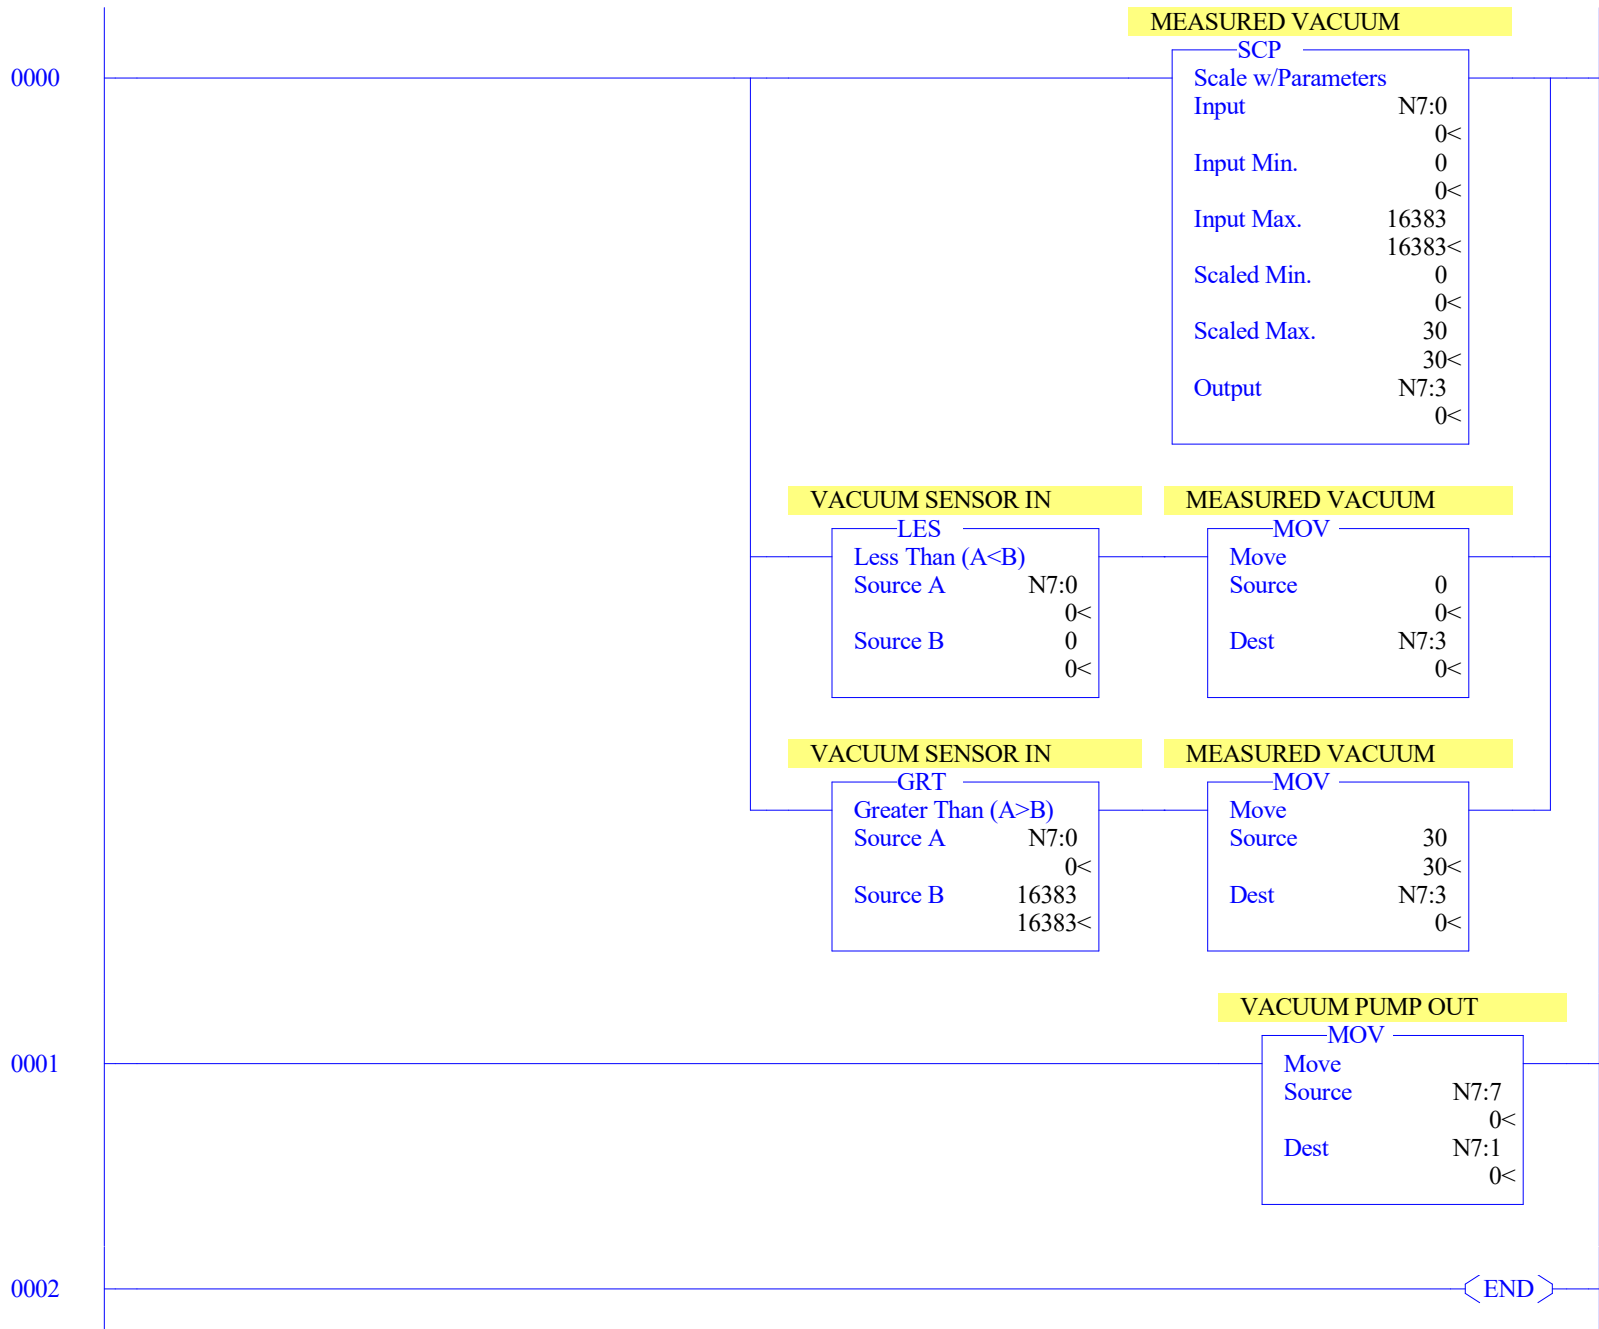 MEASURED VACUUM
SCP
0000
Scale w/Parameters
Input N7:0
0<
Input Min. 0
0<
Input Max. 16383
16383<
Scaled Min. 0
0<
Scaled Max. 30
30<
Output N7:3
0<
VACUUM SENSOR IN
LES
Less Than (A<B)
Source A N7:0
0<
Source B 0
0<
MEASURED VACUUM
MOV
Move
Source 0
0<
Dest N7:3
0<
VACUUM SENSOR IN
GRT
Greater Than (A>B)
Source A N7:0
0<
Source B 16383
16383<
MEASURED VACUUM
MOV
Move
Source 30
30<
Dest N7:3
0<
VACUUM PUMP OUT
MOV
0001
Move
Source N7:7
0<
Dest N7:1
0<
0002
END